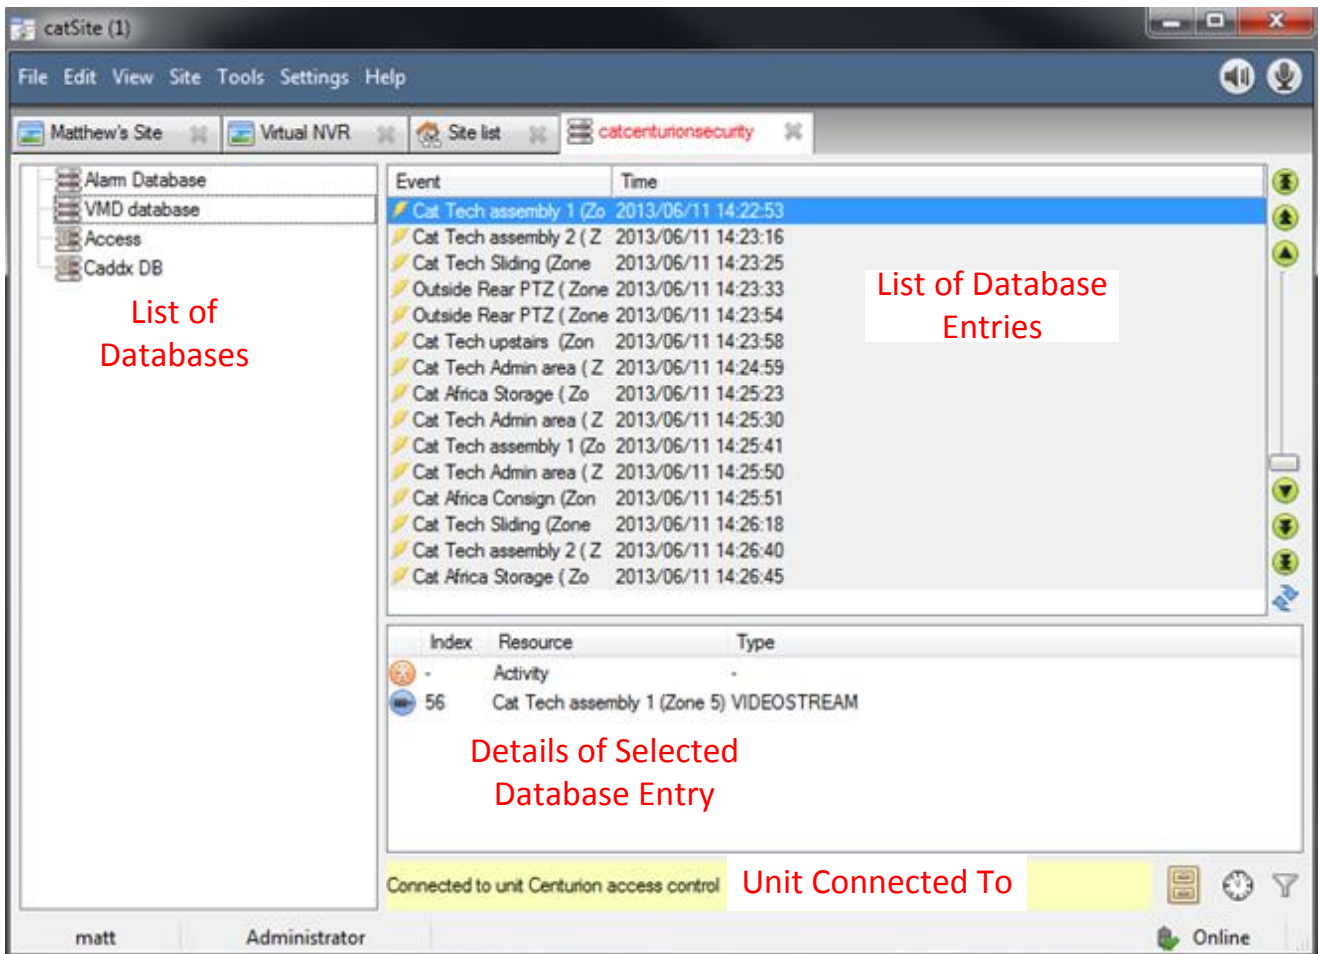 catSite (1)
File Edit View Site Tools Settings Help
Matthew's Site Virtual NVR Site list catcenturionsecurity
Alarm Database
VMD database
Access
Caddx DB
List of
Databases
Event Time
Cat Tech assembly 1 (Zo 2013/06/11 14:22:53
Cat Tech assembly 2 ( Z 2013/06/11 14:23:16
Cat Tech Sliding (Zone 2013/06/11 14:23:25
Outside Rear PTZ ( Zone 2013/06/11 14:23:33
Outside Rear PTZ ( Zone 2013/06/11 14:23:54
Cat Tech upstairs (Zon 2013/06/11 14:23:58
Cat Tech Admin area ( Z 2013/06/11 14:24:59
Cat Africa Storage ( Zo 2013/06/11 14:25:23
Cat Tech Admin area ( Z 2013/06/11 14:25:30
Cat Tech assembly 1 (Zo 2013/06/11 14:25:41
Cat Tech Admin area ( Z 2013/06/11 14:25:50
Cat Africa Consign (Zon 2013/06/11 14:25:51
Cat Tech Sliding (Zone 2013/06/11 14:26:18
Cat Tech assembly 2 ( Z 2013/06/11 14:26:40
Cat Africa Storage ( Zo 2013/06/11 14:26:45
List of Database
Entries
Index Resource Type
- Activity -
56 Cat Tech assembly 1 (Zone 5) VIDEOSTREAM
Details of Selected
Database Entry
Connected to unit Centurion access control Unit Connected To
matt Administrator Online